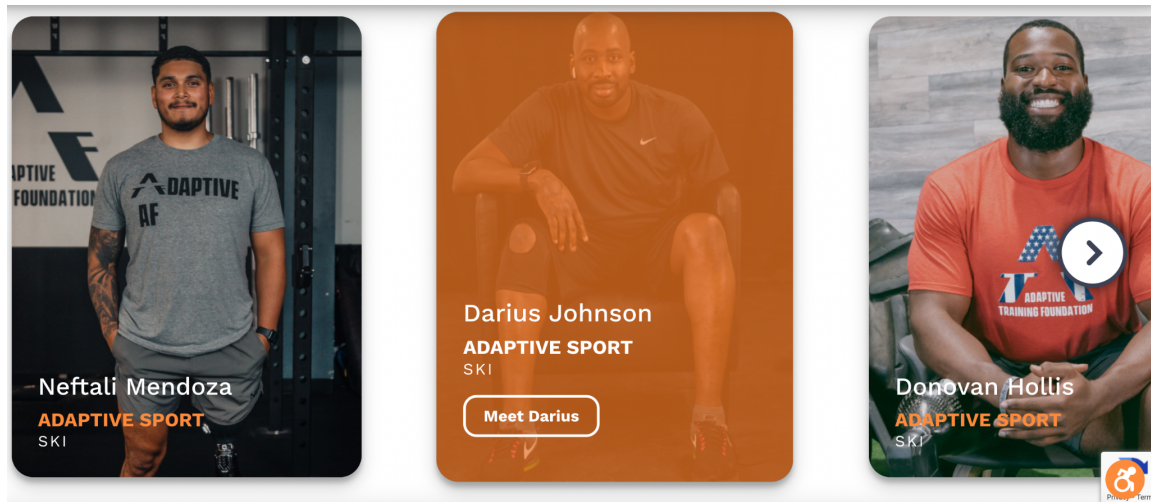 APTIVE
FOUNDATION
ADAPTIVE
AF
Neftali Mendoza
ADAPTIVE SPORT
SKI
Darius Johnson
ADAPTIVE SPORT
SKI
Meet Darius
ADAPTIVE
TRAINING FOUNDATION
Donovan Hollis
ADAPTIVE SPORT
SKI